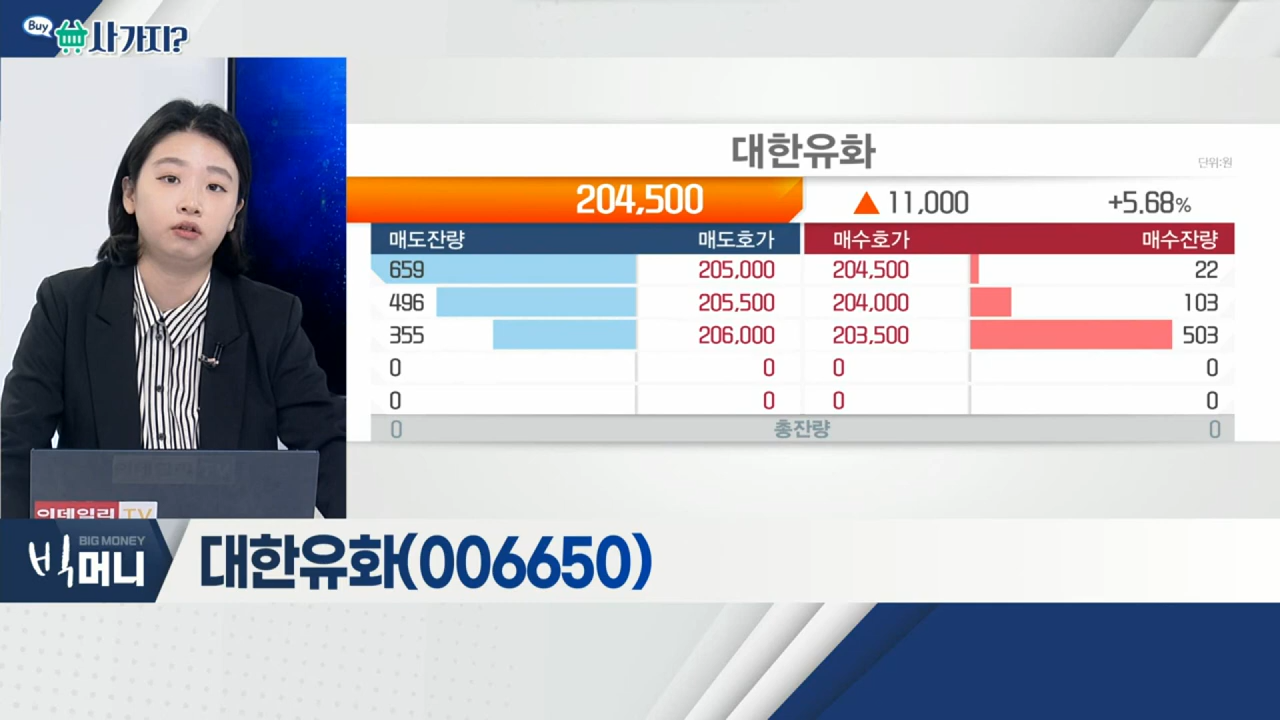 Buy
사가지?
대한유화
단위:원
204,500 ▲ 11,000 +5.68%
매도잔량 매도호가 매수호가 매수잔량
659 205,000 204,500 22
496 205,500 204,000 103
355 206,000 203,500 503
0 0 0 0
0 0 0 0
0 총잔량 0
이데일리 TV
BIG MONEY
빅머니
대한유화(006650)